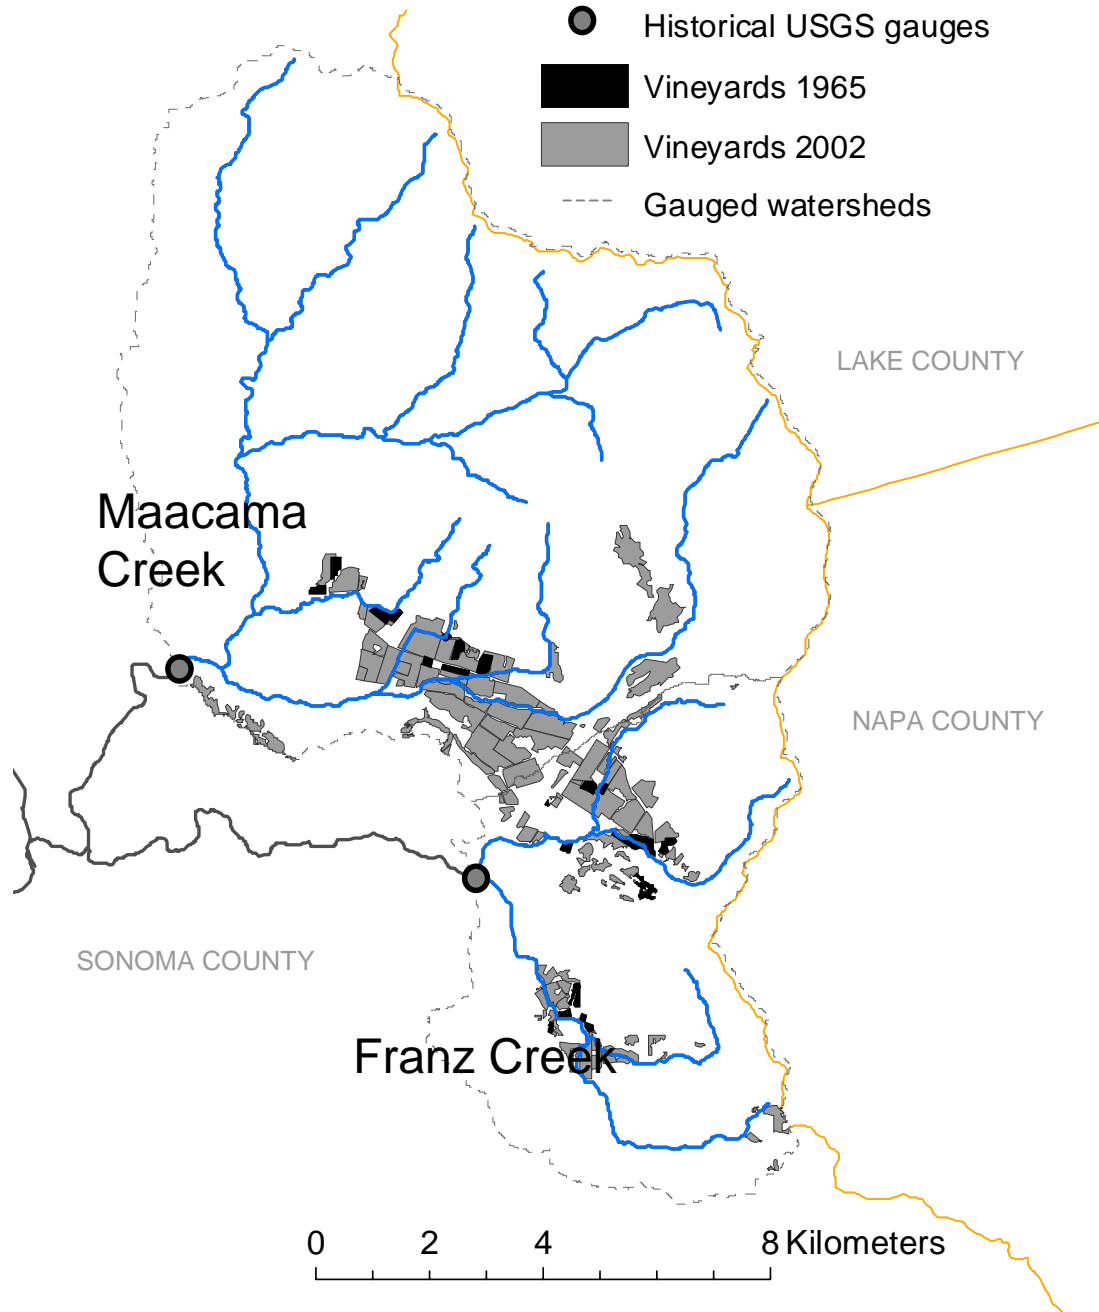 Historical USGS gauges
Vineyards 1965
Vineyards 2002
Gauged watersheds
LAKE COUNTY
Maacama
Creek
NAPA COUNTY
SONOMA COUNTY
Franz Creek
0 2 4 8 Kilometers